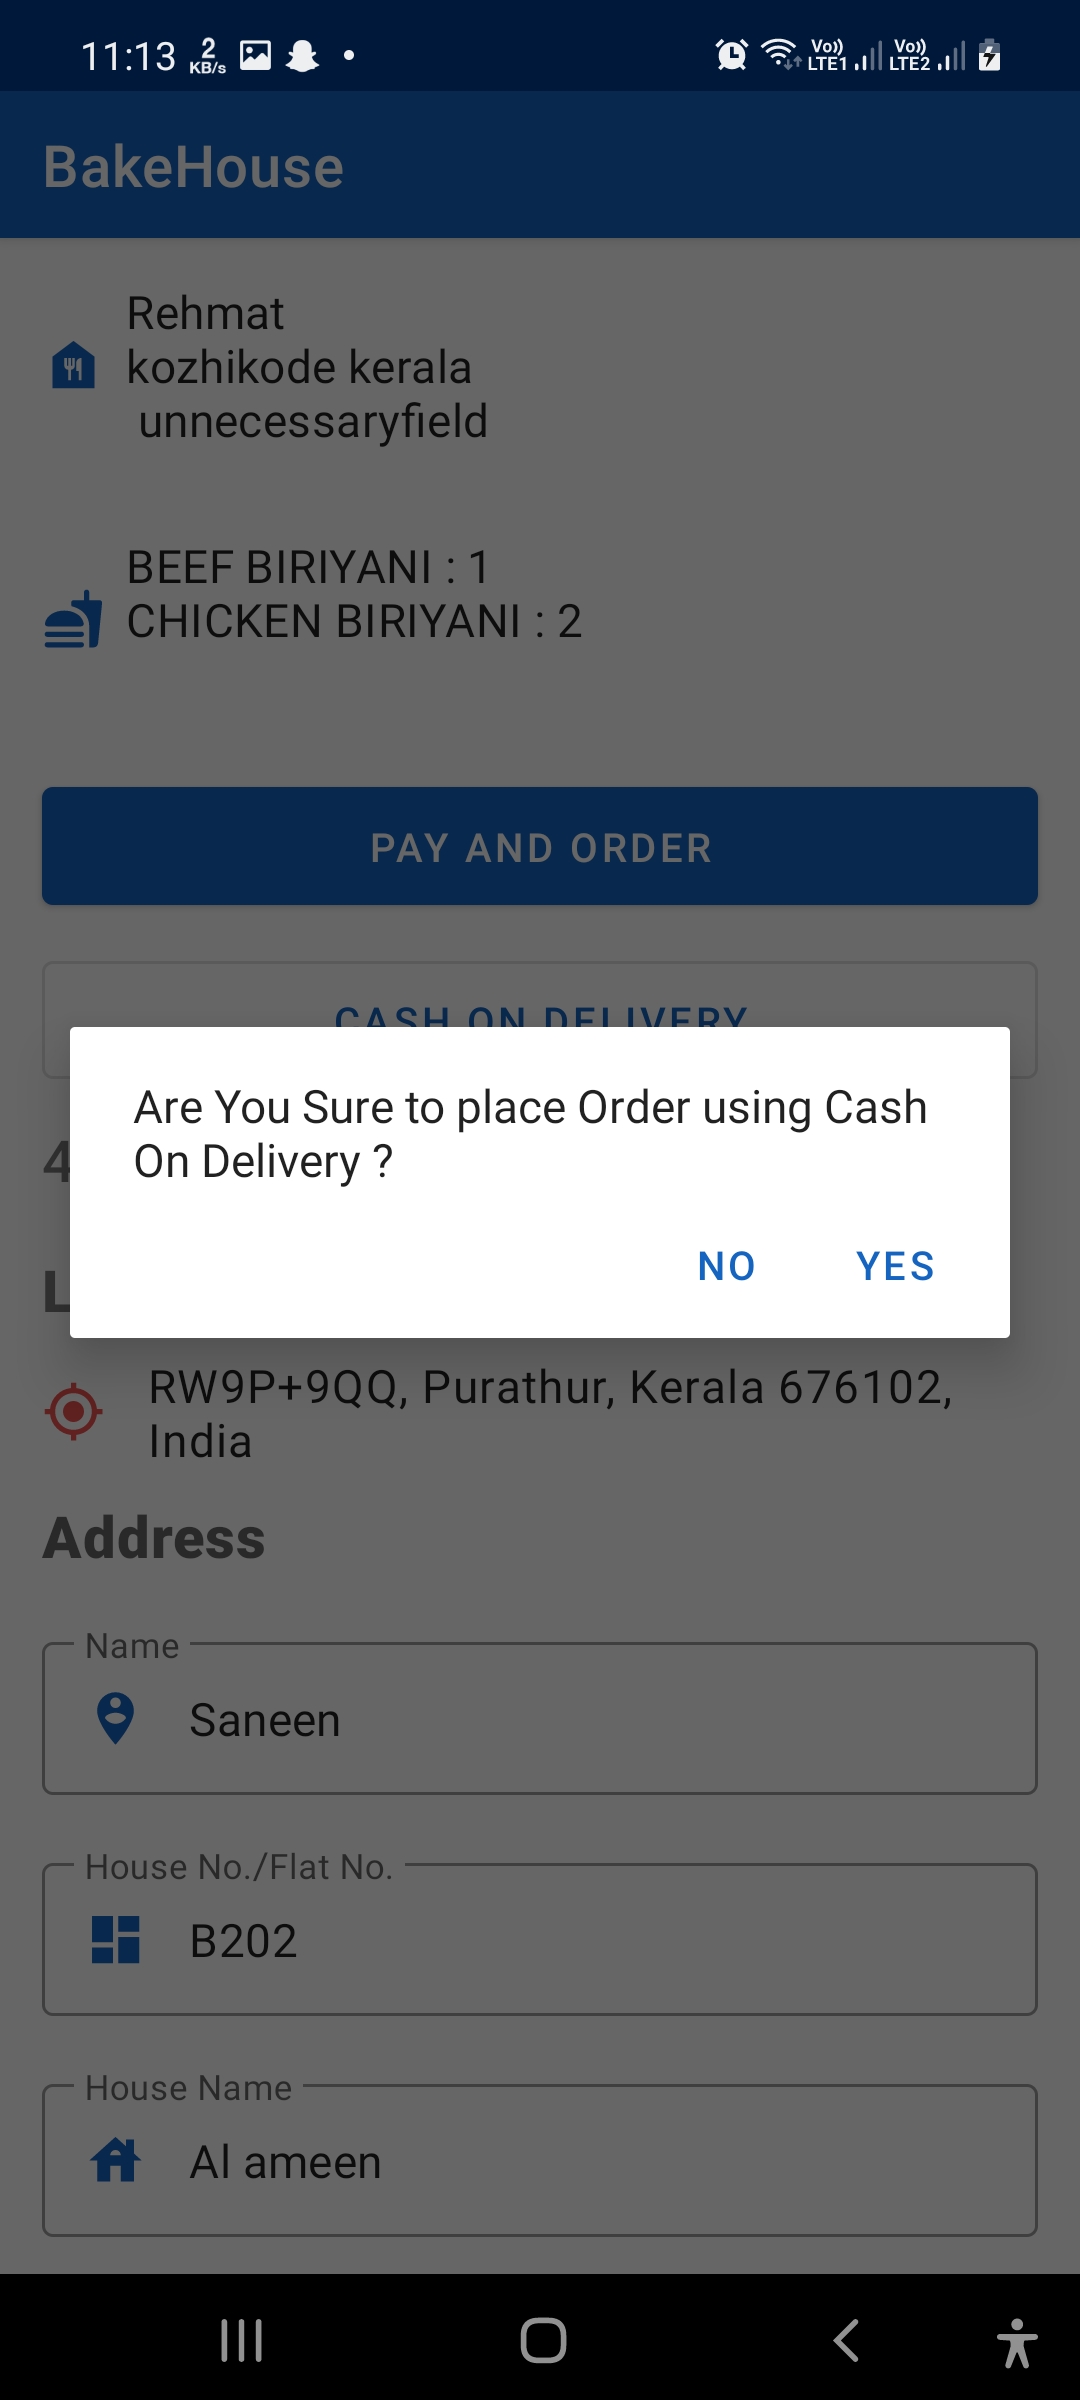 11:13 2 KB/s Vo)) LTE1 Vo)) LTE2
BakeHouse
Rehmat
kozhikode kerala
unnecessaryfield
BEEF BIRIYANI : 1
CHICKEN BIRIYANI : 2
PAY AND ORDER
CASH ON DELIVERY
Are You Sure to place Order using Cash
On Delivery ?
NO YES
RW9P+9QQ, Purathur, Kerala 676102,
India
Address
Name
Saneen
House No./Flat No.
B202
House Name
Al ameen